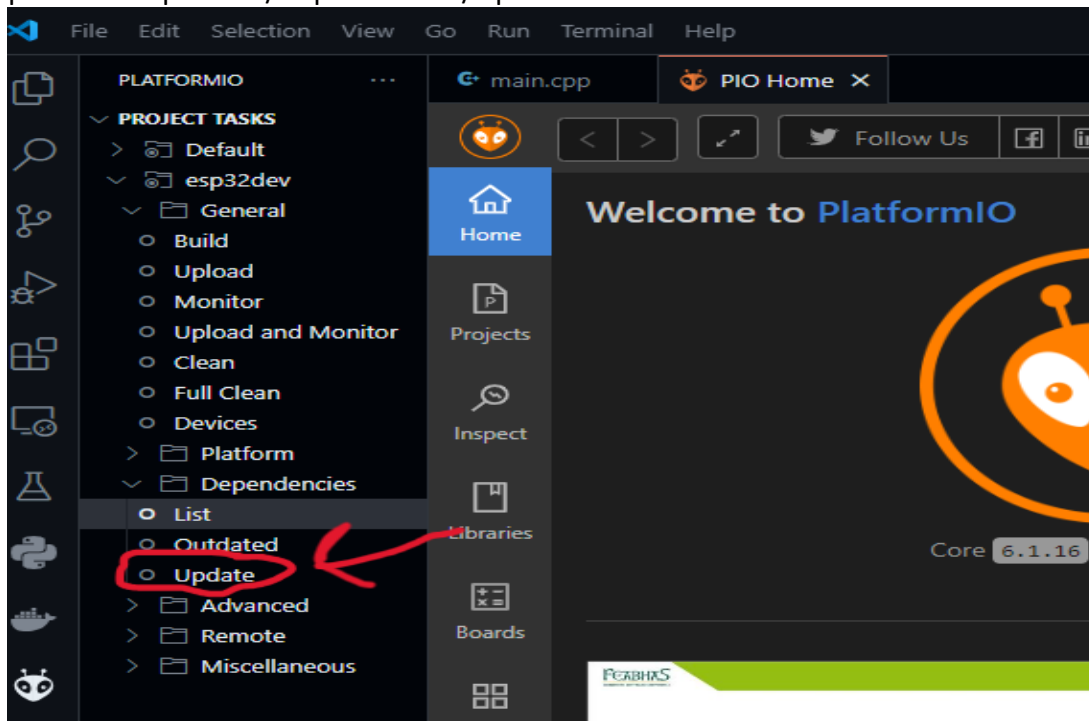 File Edit Selection View Go Run Terminal Help
PLATFORMIO ...
main.cpp
PIO Home
PROJECT TASKS
Default
esp32dev
General
Build
Upload
Monitor
Upload and Monitor
Clean
Full Clean
Devices
Platform
Dependencies
List
Outdated
Update
Advanced
Remote
Miscellaneous
Follow Us
Home
Projects
Inspect
Libraries
Boards
Welcome to PlatformIO
Core 6.1.16
FEABHAS